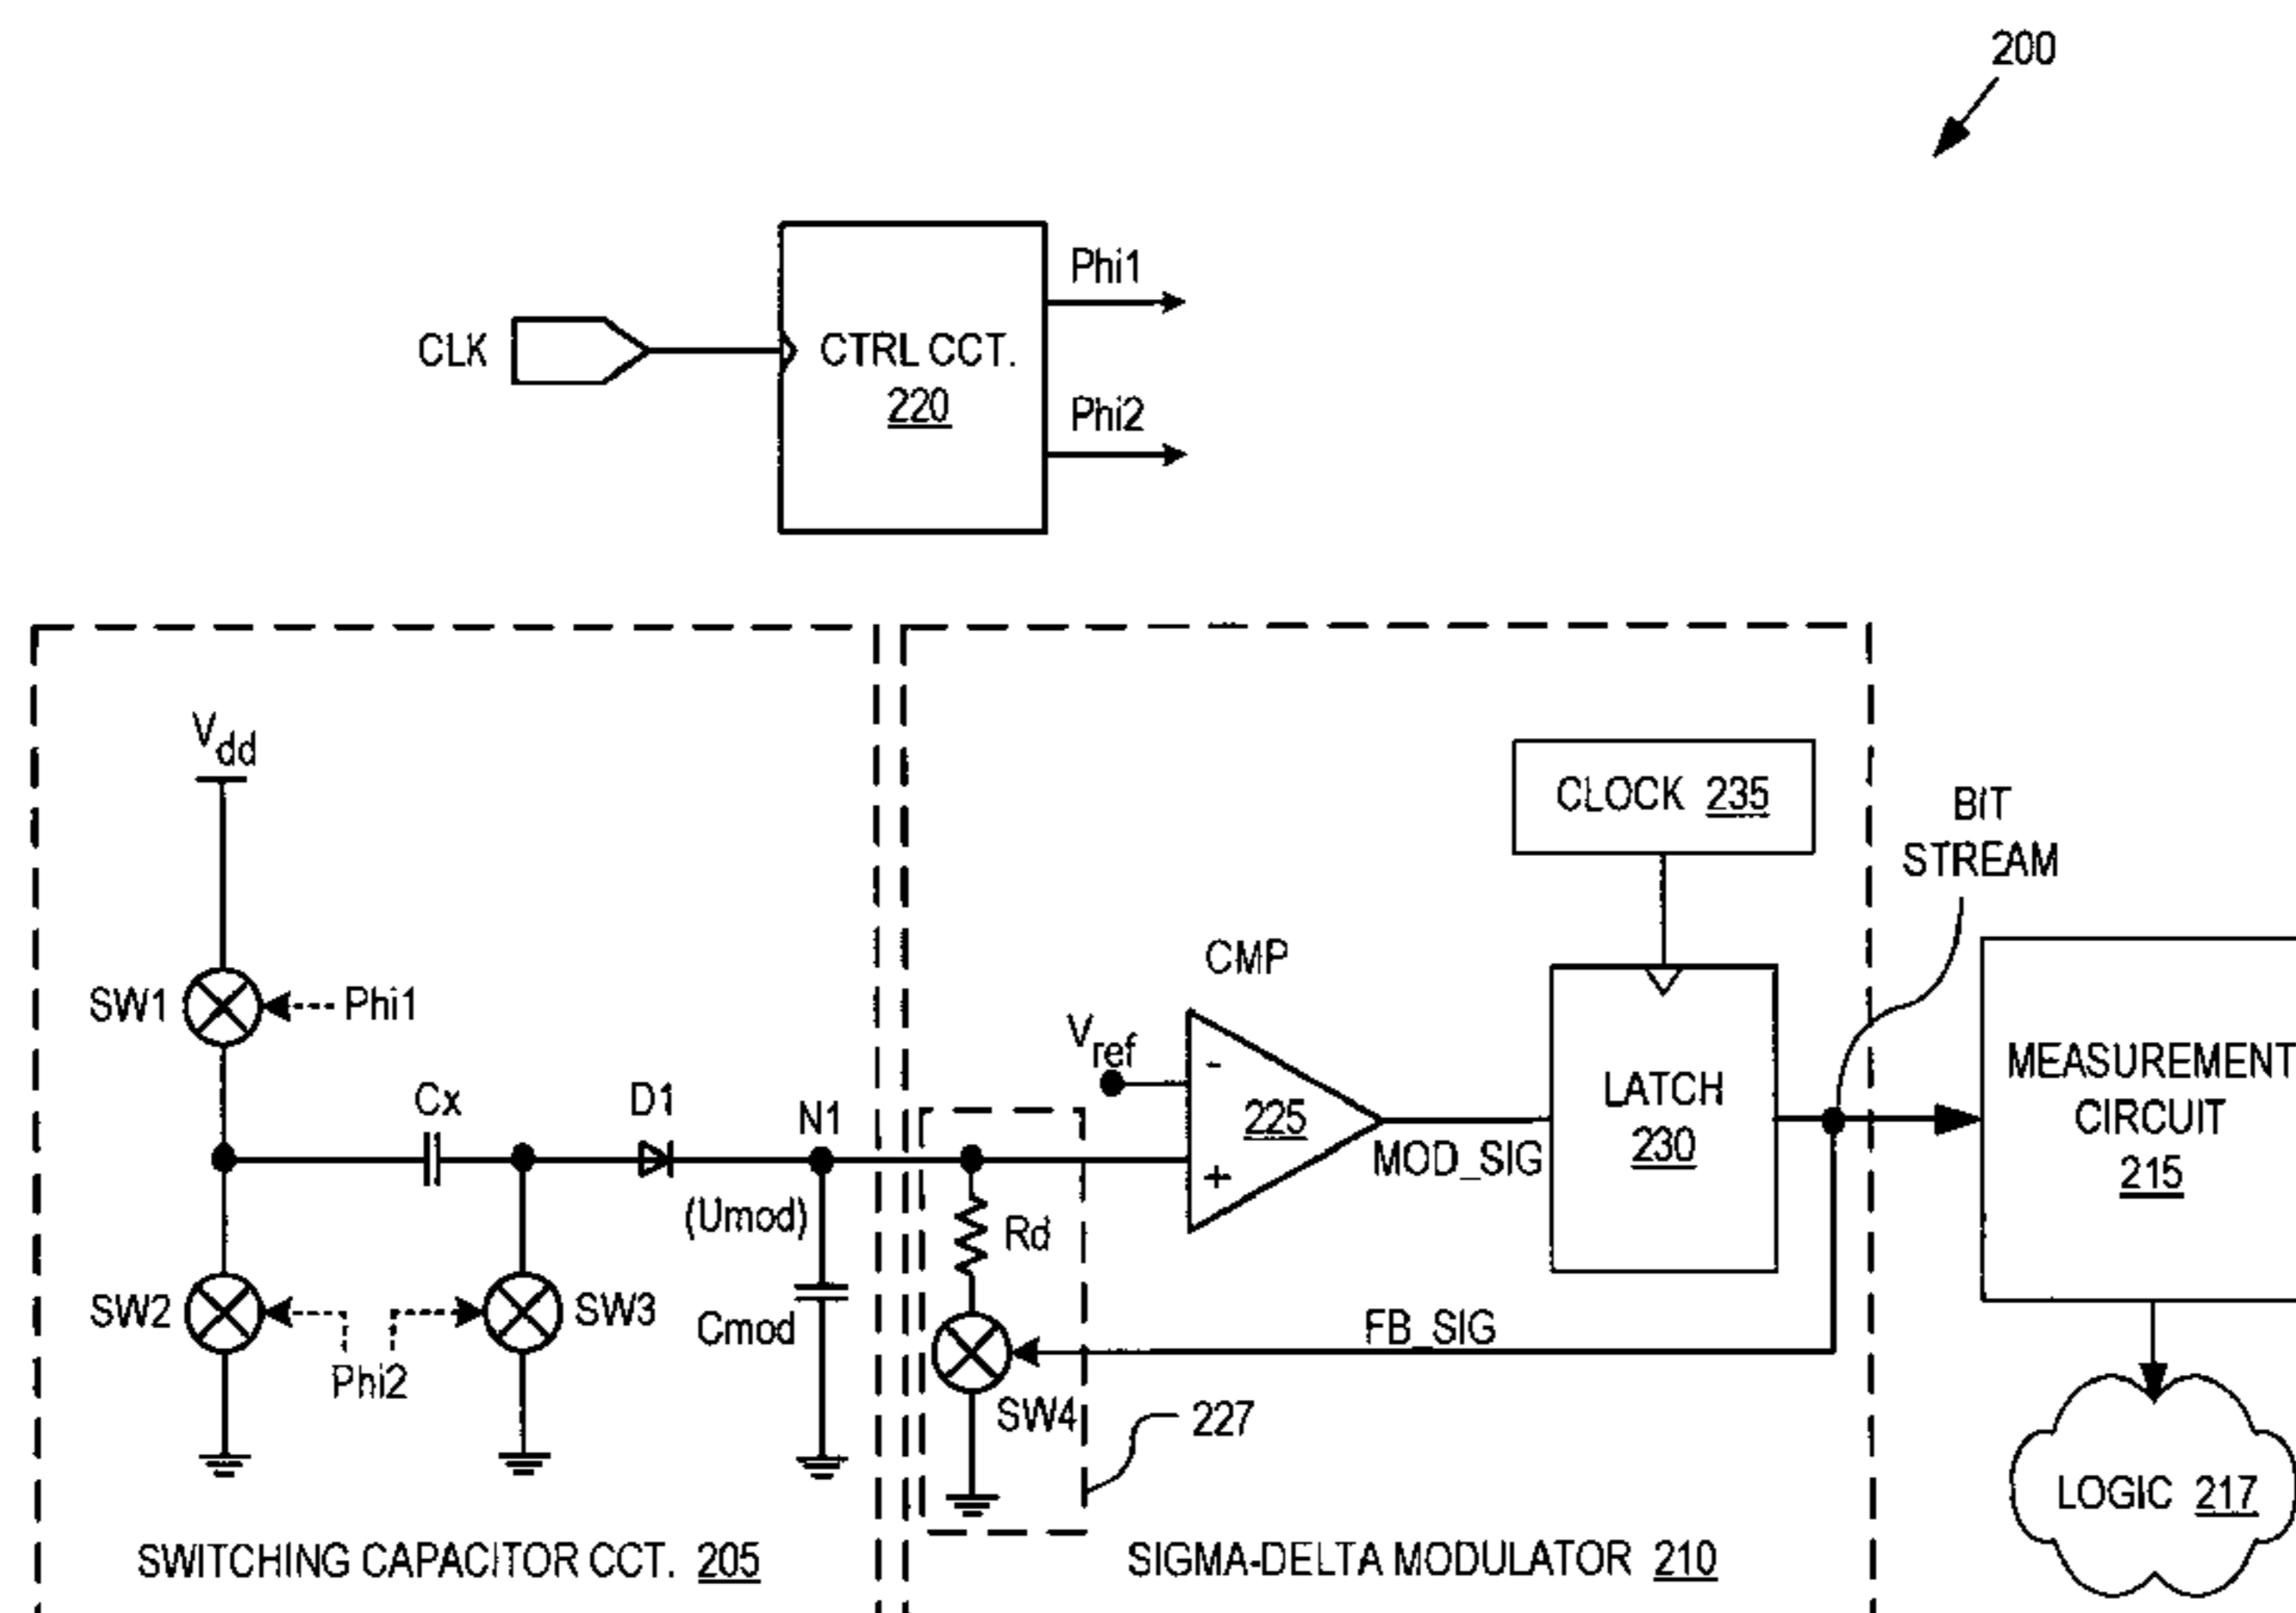 200
Phi1
CLK
CTRL CCT.
220
Phi2
Vdd
CLOCK 235
BIT
STREAM
CMP
SW1
Phi1
Vref
-
225
+
MOD_SIG
LATCH
230
MEASUREMENT
CIRCUIT
215
Cx
D1
N1
(Umod)
Rd
SW2
SW3
Cmod
FB_SIG
Phi2
SW4
227
LOGIC 217
SWITCHING CAPACITOR CCT. 205
SIGMA-DELTA MODULATOR 210